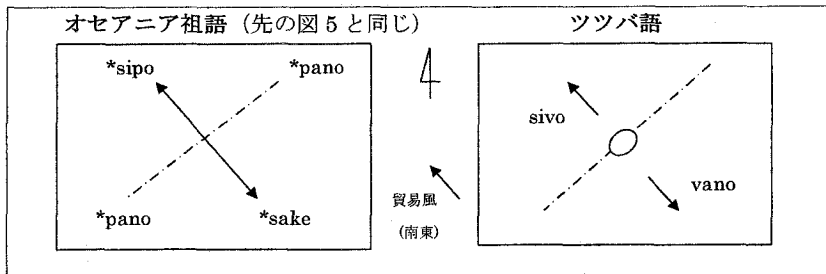 オセアニア祖語（先の図5と同じ）
ツツバ語
*sipo
*pano
*pano
*sake
貿易風
(南東)
sivo
vano